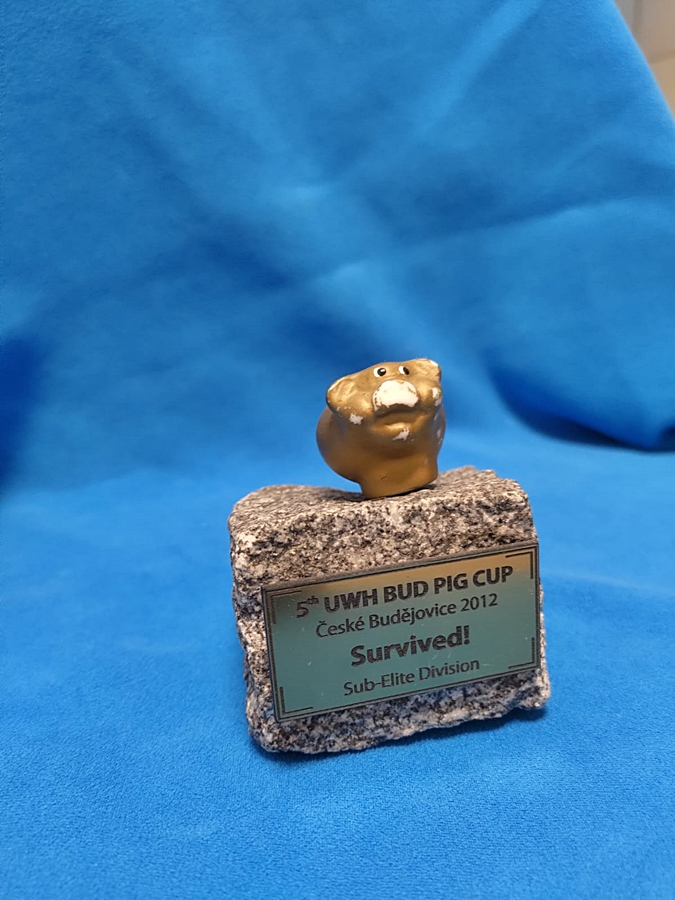 5th UWH BUD PIG CUP
České Budějovice 2012
Survived!
Sub-Elite Division